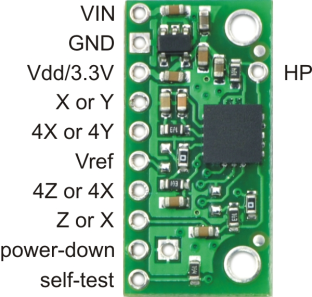 VIN
GND
Vdd/3.3V
HP
X or Y
4X or 4Y
Vref
4Z or 4X
Z or X
power-down
self-test